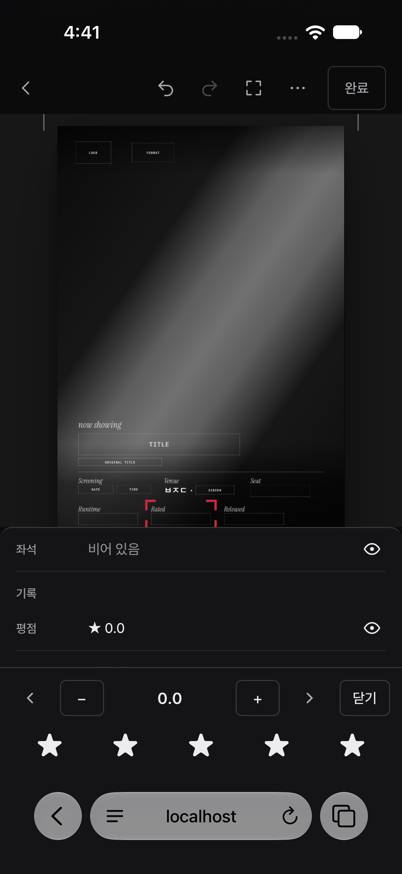 4:41
완료
LOGO
FORMAT
now showing
TITLE
ORIGINAL TITLE
Screening
Venue
Seat
DATE
TIME
ㅂㅈㄷ ·
SCREEN
Runtime
Rated
Released
좌석
비어 있음
기록
평점
★ 0.0
−
0.0
+
닫기
localhost